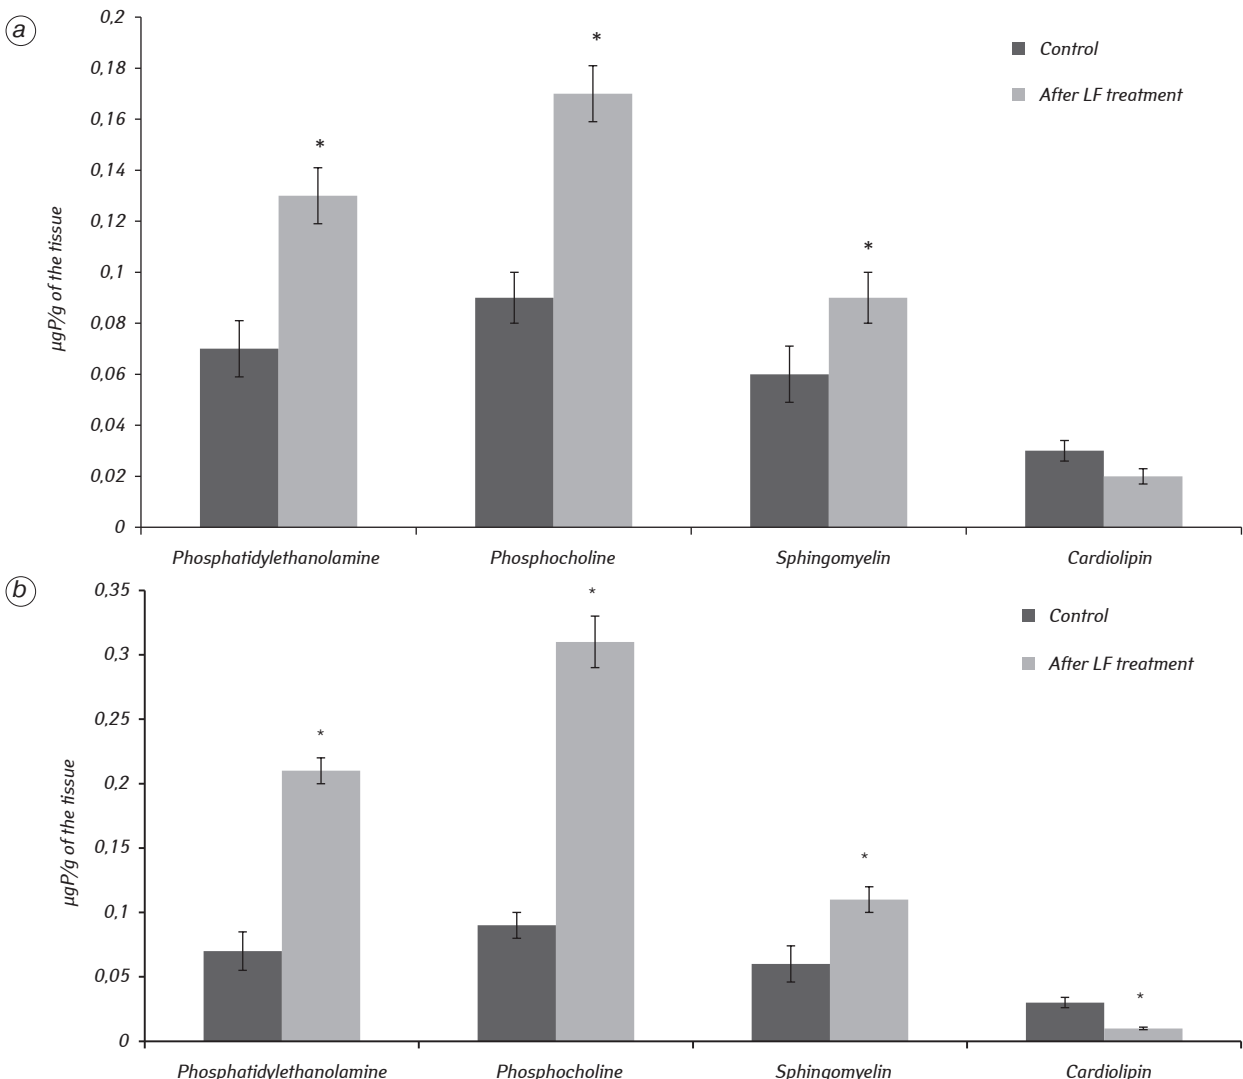 a
0,2
0,18
0,16
0,14
0,12
0,1
0,08
0,06
0,04
0,02
0
µgP/g of the tissue
*
*
*
Control
After LF treatment
Phosphatidylethanolamine
Phosphocholine
Sphingomyelin
Cardiolipin
b
0,35
0,3
0,25
0,2
0,15
0,1
0,05
0
µgP/g of the tissue
*
*
*
*
Control
After LF treatment
Phosphatidylethanolamine
Phosphocholine
Sphingomyelin
Cardiolipin